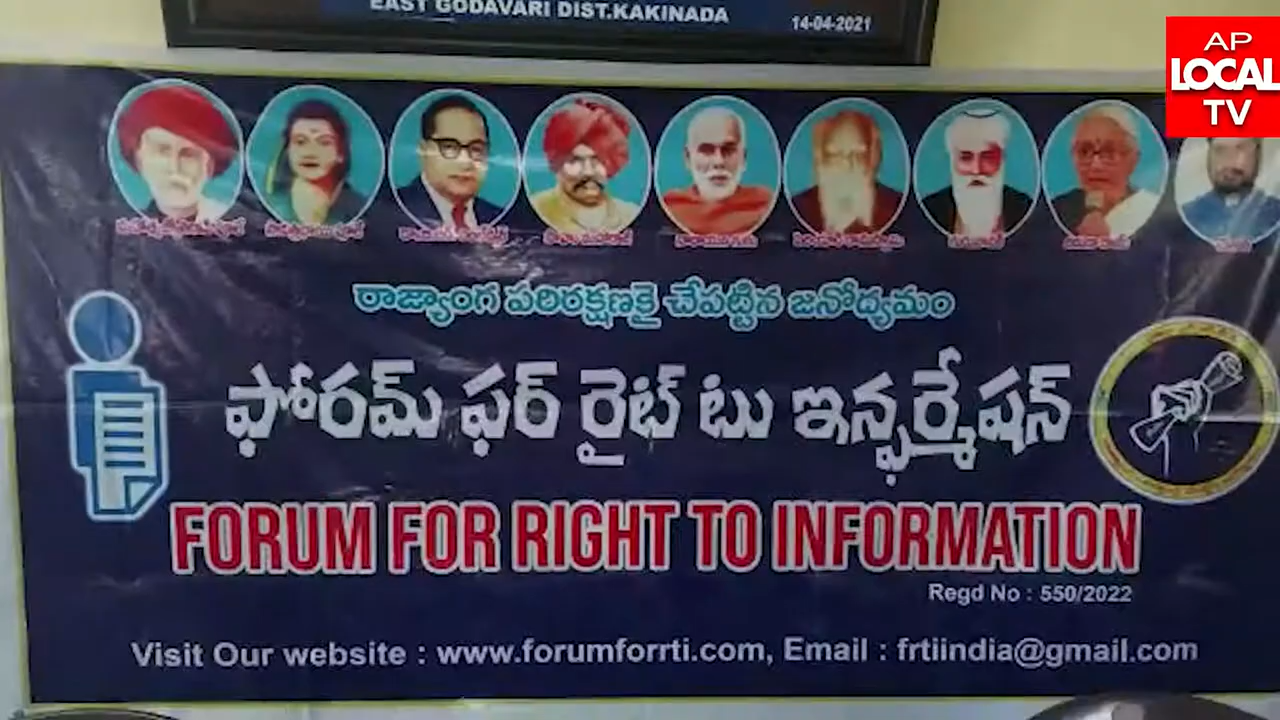 EAST GODAVARI DIST.KAKINADA
14-04-2021
AP
LOCAL
TV
రాజ్యాంగ పరిరక్షణకై చేపట్టిన జనోద్యమం
ఫోరమ్ ఫర్ రైట్ టు ఇన్ఫర్మేషన్
FORUM FOR RIGHT TO INFORMATION
Regd No : 550/2022
Visit Our website : www.forumforrti.com, Email : frtiindia@gmail.com